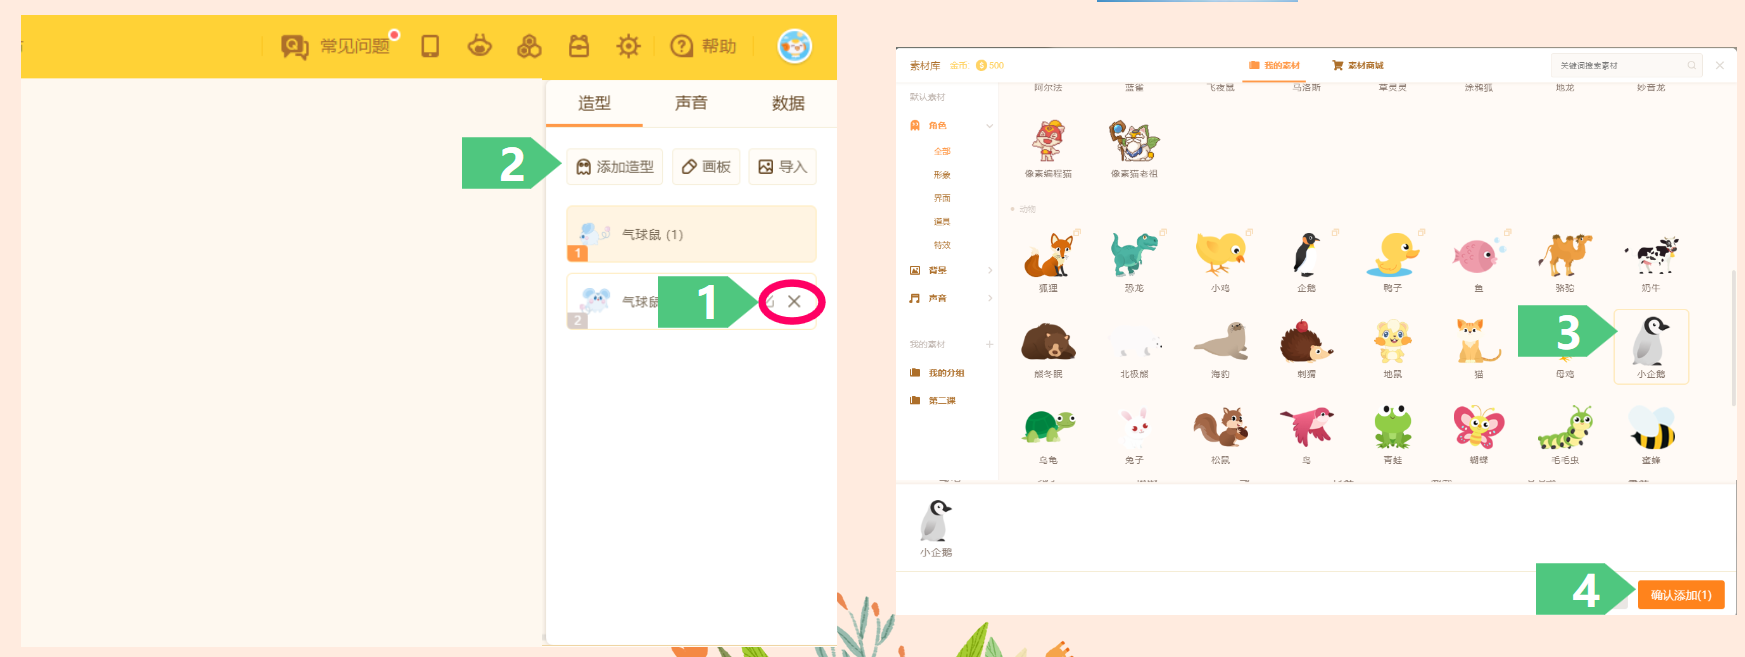 常见问题
帮助
造型 声音 数据
2
添加造型 画板 导入
气球鼠 (1)
1
气球鼠
2
1
素材库 金币: 500
我的素材 素材商城
关键词搜索素材
默认素材
角色
全部
形象
界面
道具
特效
背景
声音
我的素材
我的分组
第二课
阿尔法 蓝雀 飞夜鼠 乌洛斯 草灵灵 涂鸦狐 地龙 妙音龙
像素编程猫 像素猫老祖
动物
狐狸 恐龙 小鸡 企鹅 鸭子 鱼 骆驼 奶牛
3
熊冬眠 北极熊 海豹 刺猬 地鼠 猫 母鸡 小企鹅
乌龟 兔子 松鼠 鸟 青蛙 蝴蝶 毛毛虫 蜜蜂
小企鹅
4
确认添加(1)